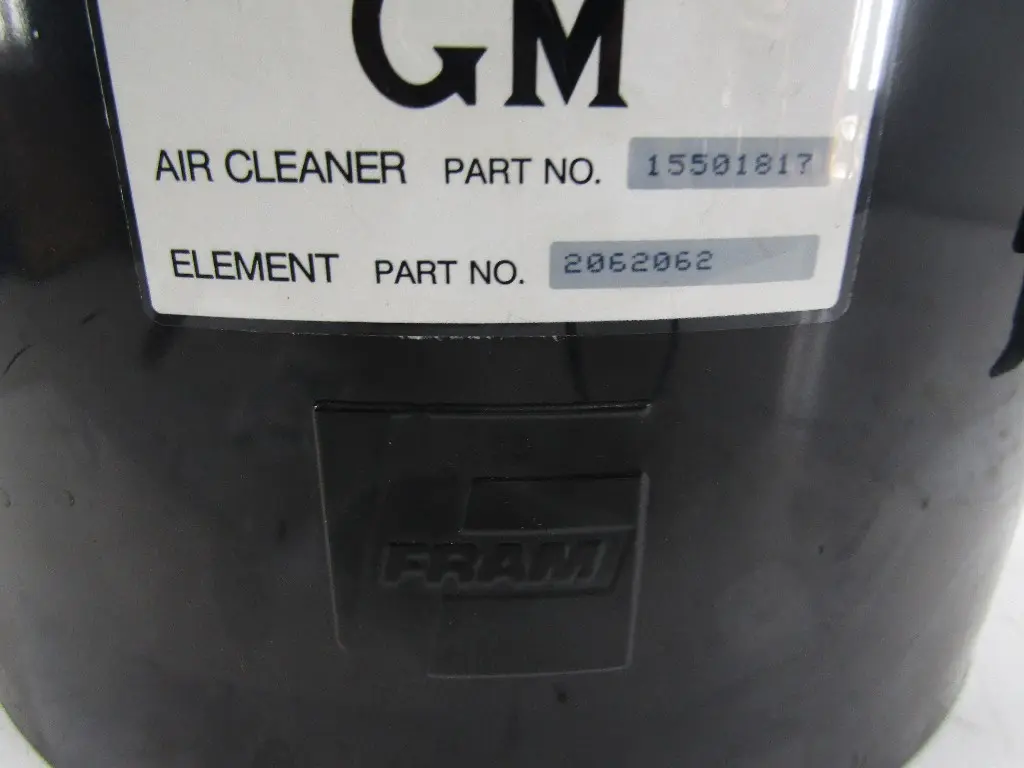 GM
AIR CLEANER PART NO. 15501817
ELEMENT PART NO. 2062062
FRAM